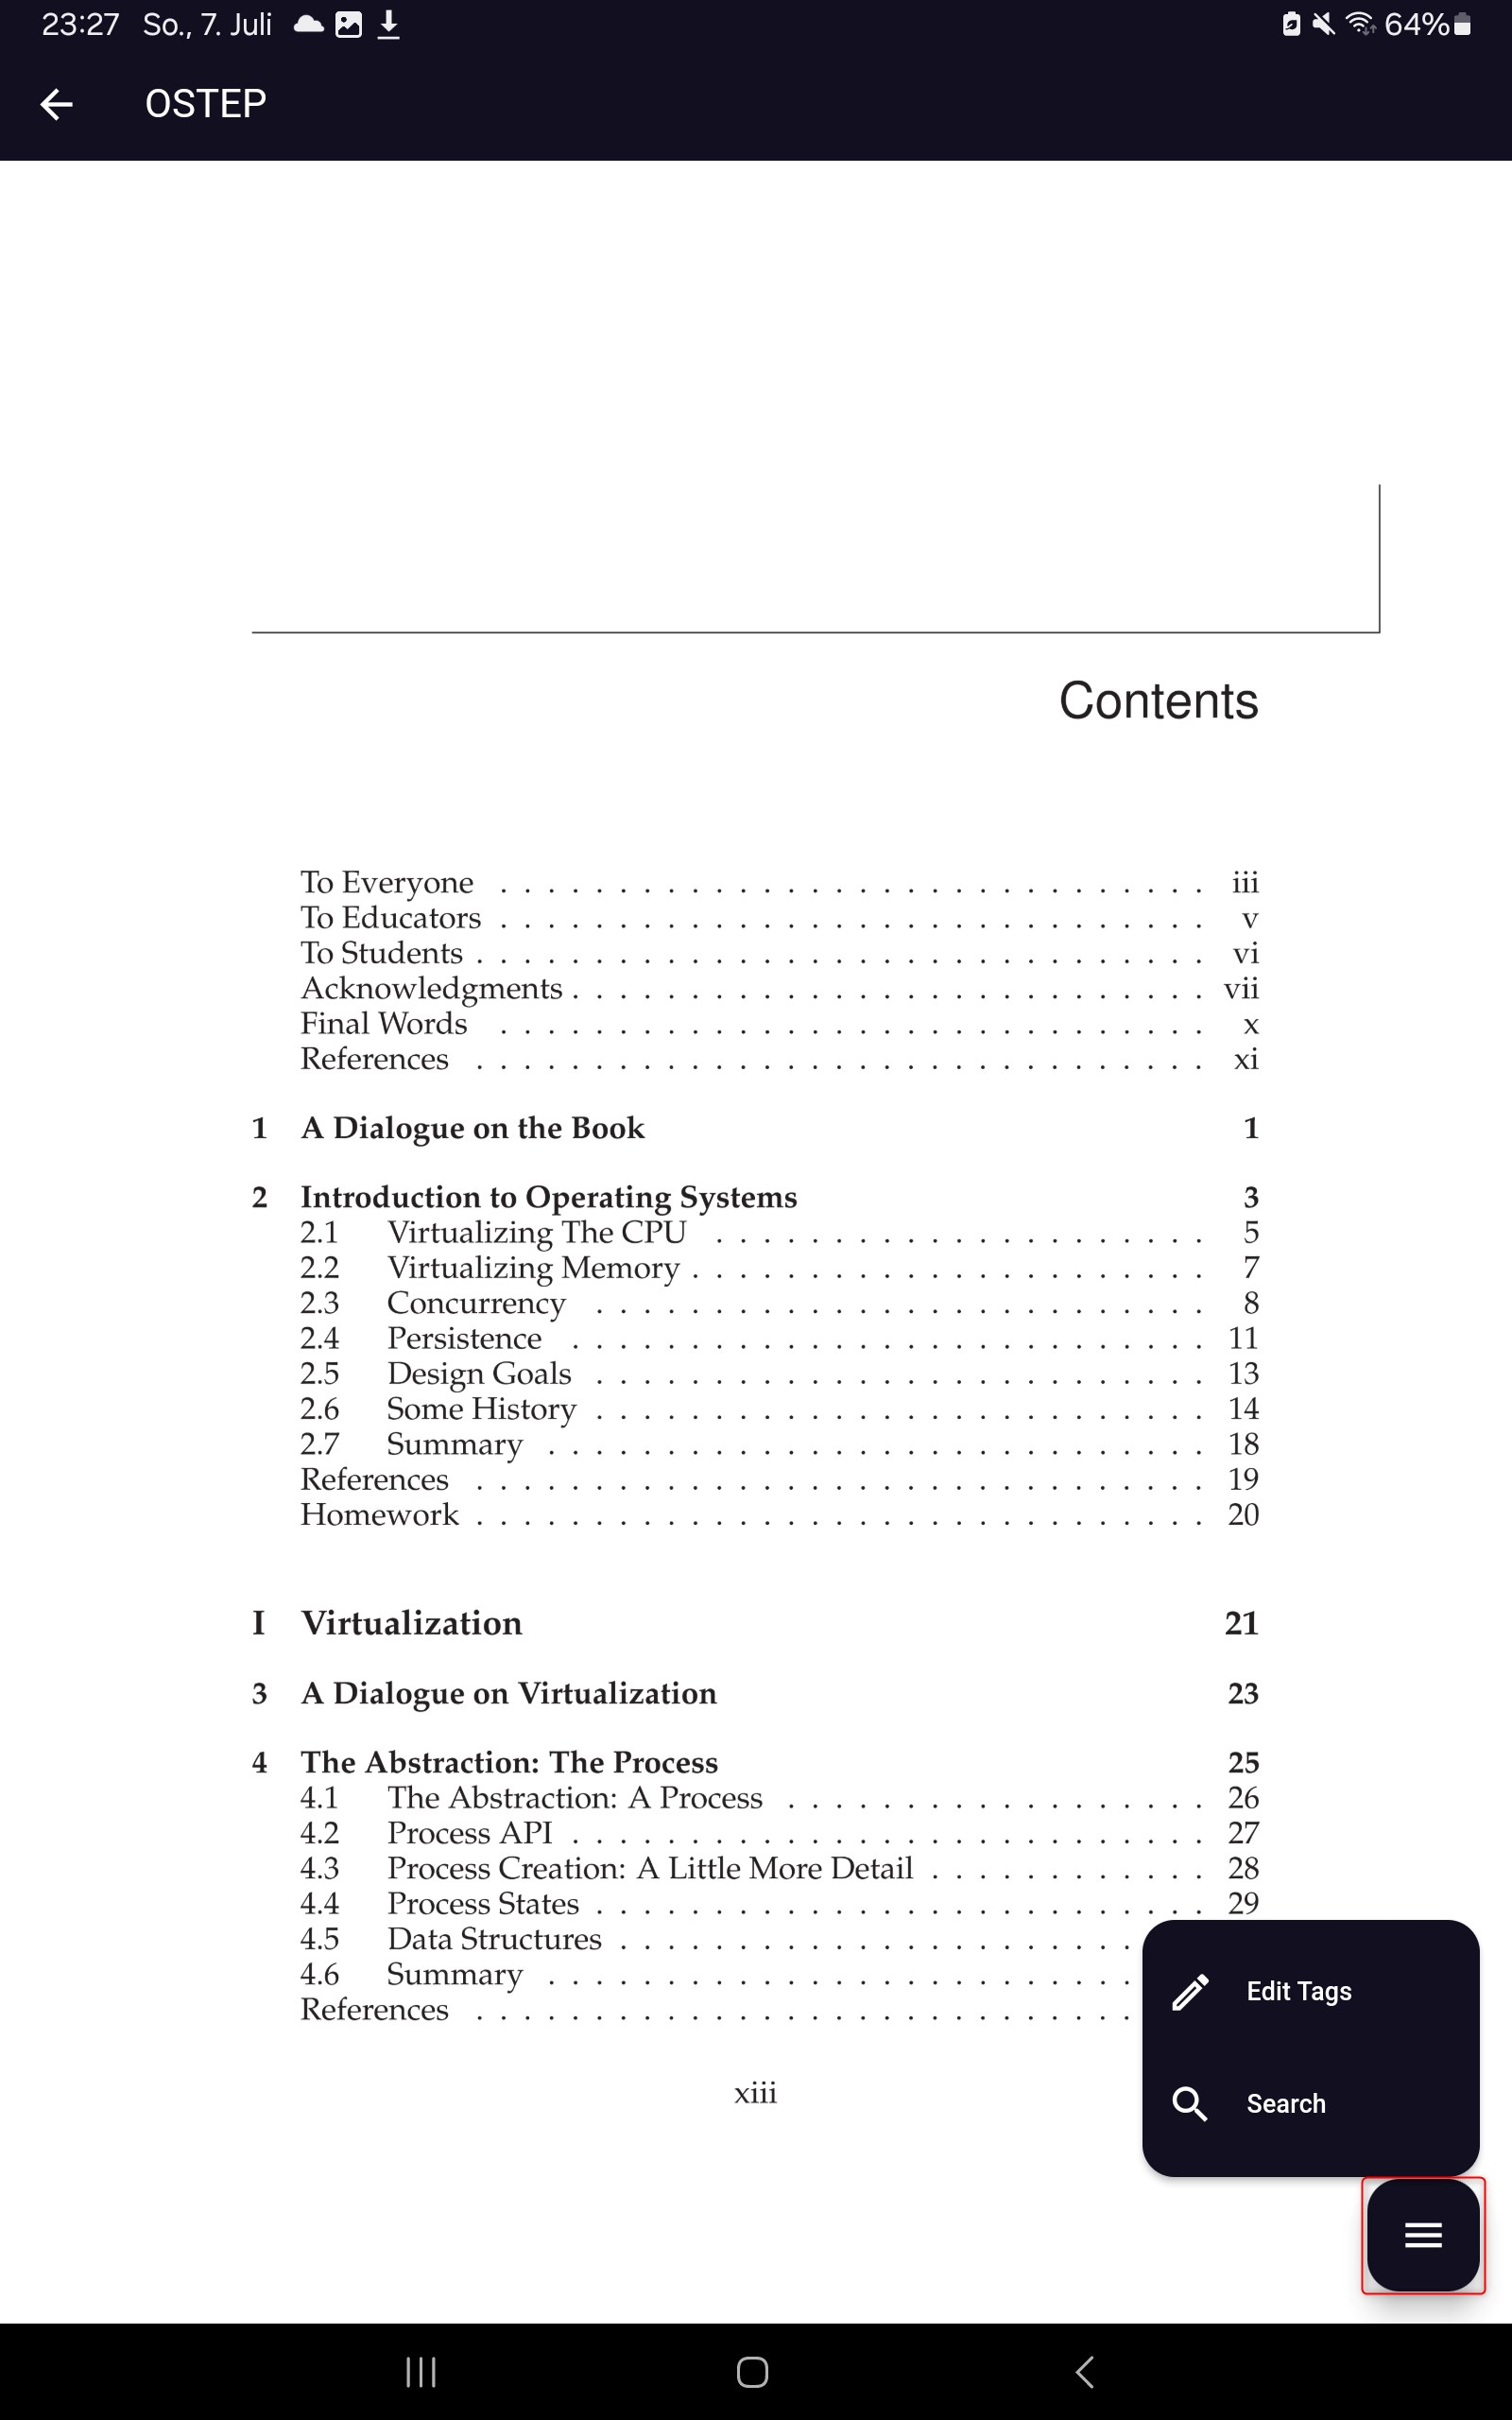 23:27 So., 7. Juli 64%
OSTEP
Contents
To Everyone . . . . . . . . . . . . . . . . . . . . . . . . . . . . . . iii
To Educators . . . . . . . . . . . . . . . . . . . . . . . . . . . . . . v
To Students . . . . . . . . . . . . . . . . . . . . . . . . . . . . . . . vi
Acknowledgments . . . . . . . . . . . . . . . . . . . . . . . . . . . vii
Final Words . . . . . . . . . . . . . . . . . . . . . . . . . . . . . . x
References . . . . . . . . . . . . . . . . . . . . . . . . . . . . . . . xi
1 A Dialogue on the Book 1
2 Introduction to Operating Systems 3
2.1 Virtualizing The CPU . . . . . . . . . . . . . . . . . . . . . 5
2.2 Virtualizing Memory . . . . . . . . . . . . . . . . . . . . . . 7
2.3 Concurrency . . . . . . . . . . . . . . . . . . . . . . . . . . 8
2.4 Persistence . . . . . . . . . . . . . . . . . . . . . . . . . . . 11
2.5 Design Goals . . . . . . . . . . . . . . . . . . . . . . . . . . 13
2.6 Some History . . . . . . . . . . . . . . . . . . . . . . . . . . 14
2.7 Summary . . . . . . . . . . . . . . . . . . . . . . . . . . . . 18
References . . . . . . . . . . . . . . . . . . . . . . . . . . . . . . . 19
Homework . . . . . . . . . . . . . . . . . . . . . . . . . . . . . . . 20
I Virtualization 21
3 A Dialogue on Virtualization 23
4 The Abstraction: The Process 25
4.1 The Abstraction: A Process . . . . . . . . . . . . . . . . . . 26
4.2 Process API . . . . . . . . . . . . . . . . . . . . . . . . . . . 27
4.3 Process Creation: A Little More Detail . . . . . . . . . . . . 28
4.4 Process States . . . . . . . . . . . . . . . . . . . . . . . . . . 29
4.5 Data Structures . . . . . . . . . . . . . . . . . . . . . .
4.6 Summary . . . . . . . . . . . . . . . . . . . . . . . . .
References . . . . . . . . . . . . . . . . . . . . . . . . . . . .
xiii
Edit Tags
Search